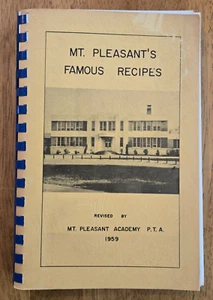 MT. PLEASANT'S
FAMOUS RECIPES
REVISED BY
MT. PLEASANT ACADEMY P.T.A.
1959